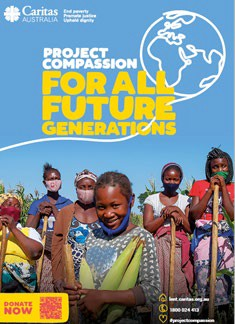 Caritas
AUSTRALIA
End poverty
Promote justice
Uphold dignity
PROJECT
COMPASSION
FOR ALL
FUTURE
GENERATIONS
DONATE
NOW
lent.caritas.org.au
1800 024 413
#projectcompassion